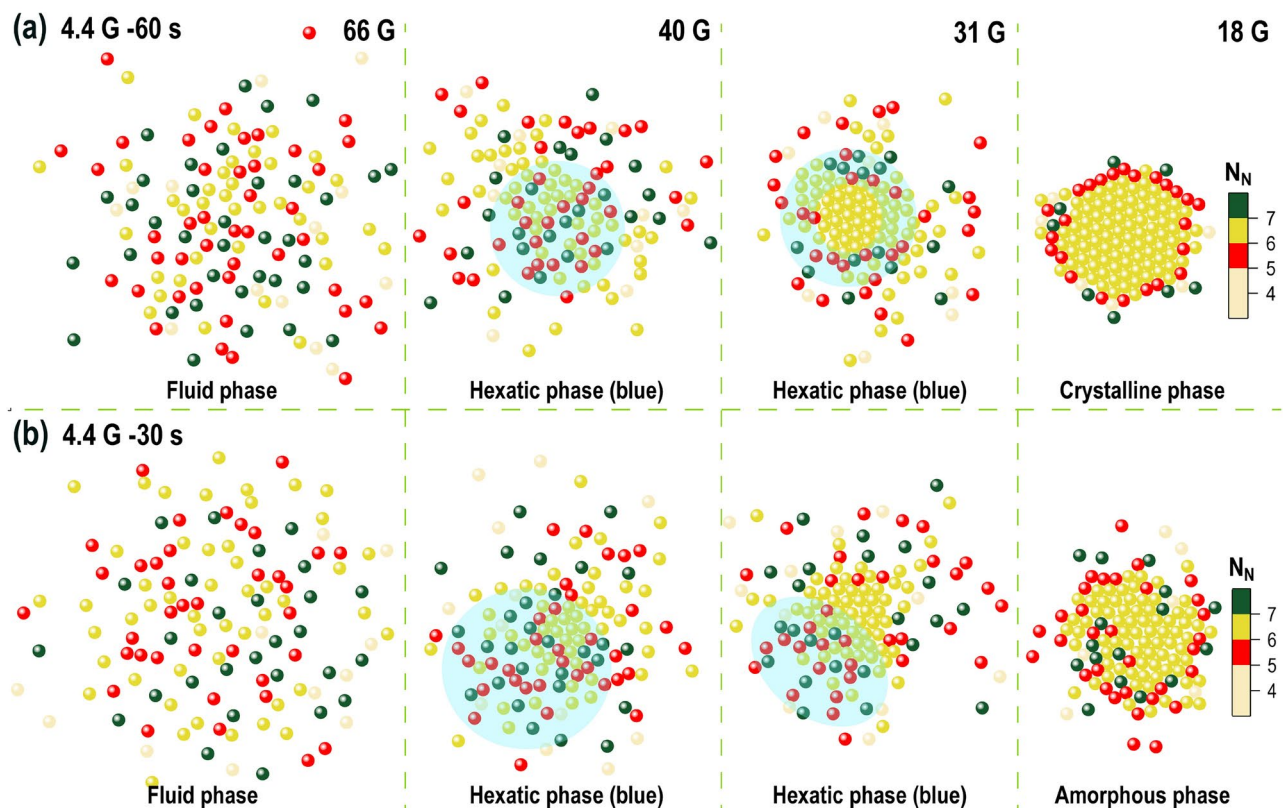 (a) 4.4 G -60 s 66 G 40 G 31 G 18 G
N_N
7
6
5
4
Fluid phase Hexatic phase (blue) Hexatic phase (blue) Crystalline phase
(b) 4.4 G -30 s
N_N
7
6
5
4
Fluid phase Hexatic phase (blue) Hexatic phase (blue) Amorphous phase